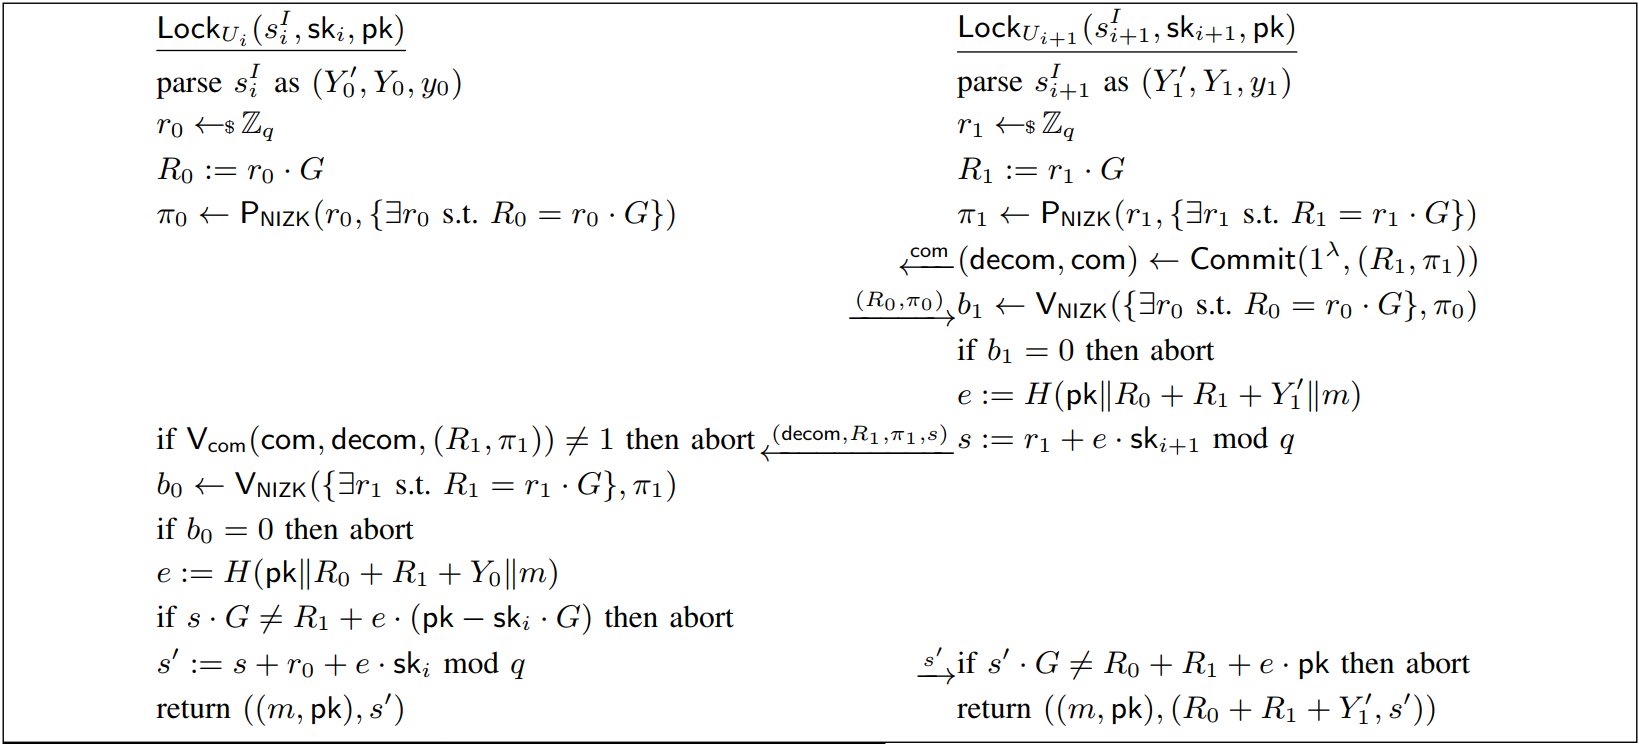 Lock_{U_i}(s_i^I, sk_i, pk) Lock_{U_{i+1}}(s_{i+1}^I, sk_{i+1}, pk)
parse s_i^I as (Y_0′, Y_0, y_0) parse s_{i+1}^I as (Y_1′, Y_1, y_1)
r_0 ←$ ℤ_q r_1 ←$ ℤ_q
R_0 := r_0 · G R_1 := r_1 · G
π_0 ← P_NIZK(r_0, {∃r_0 s.t. R_0 = r_0 · G}) π_1 ← P_NIZK(r_1, {∃r_1 s.t. R_1 = r_1 · G})
com ← (decom, com) ← Commit(1^λ, (R_1, π_1))
(R_0,π_0) → b_1 ← V_NIZK({∃r_0 s.t. R_0 = r_0 · G}, π_0)
if b_1 = 0 then abort
e := H(pk‖R_0 + R_1 + Y_1′‖m)
if V_com(com, decom, (R_1, π_1)) ≠ 1 then abort (decom,R_1,π_1,s) ← s := r_1 + e · sk_{i+1} mod q
b_0 ← V_NIZK({∃r_1 s.t. R_1 = r_1 · G}, π_1)
if b_0 = 0 then abort
e := H(pk‖R_0 + R_1 + Y_0‖m)
if s · G ≠ R_1 + e · (pk − sk_i · G) then abort
s′ := s + r_0 + e · sk_i mod q s′ → if s′ · G ≠ R_0 + R_1 + e · pk then abort
return ((m, pk), s′) return ((m, pk), (R_0 + R_1 + Y_1′, s′))